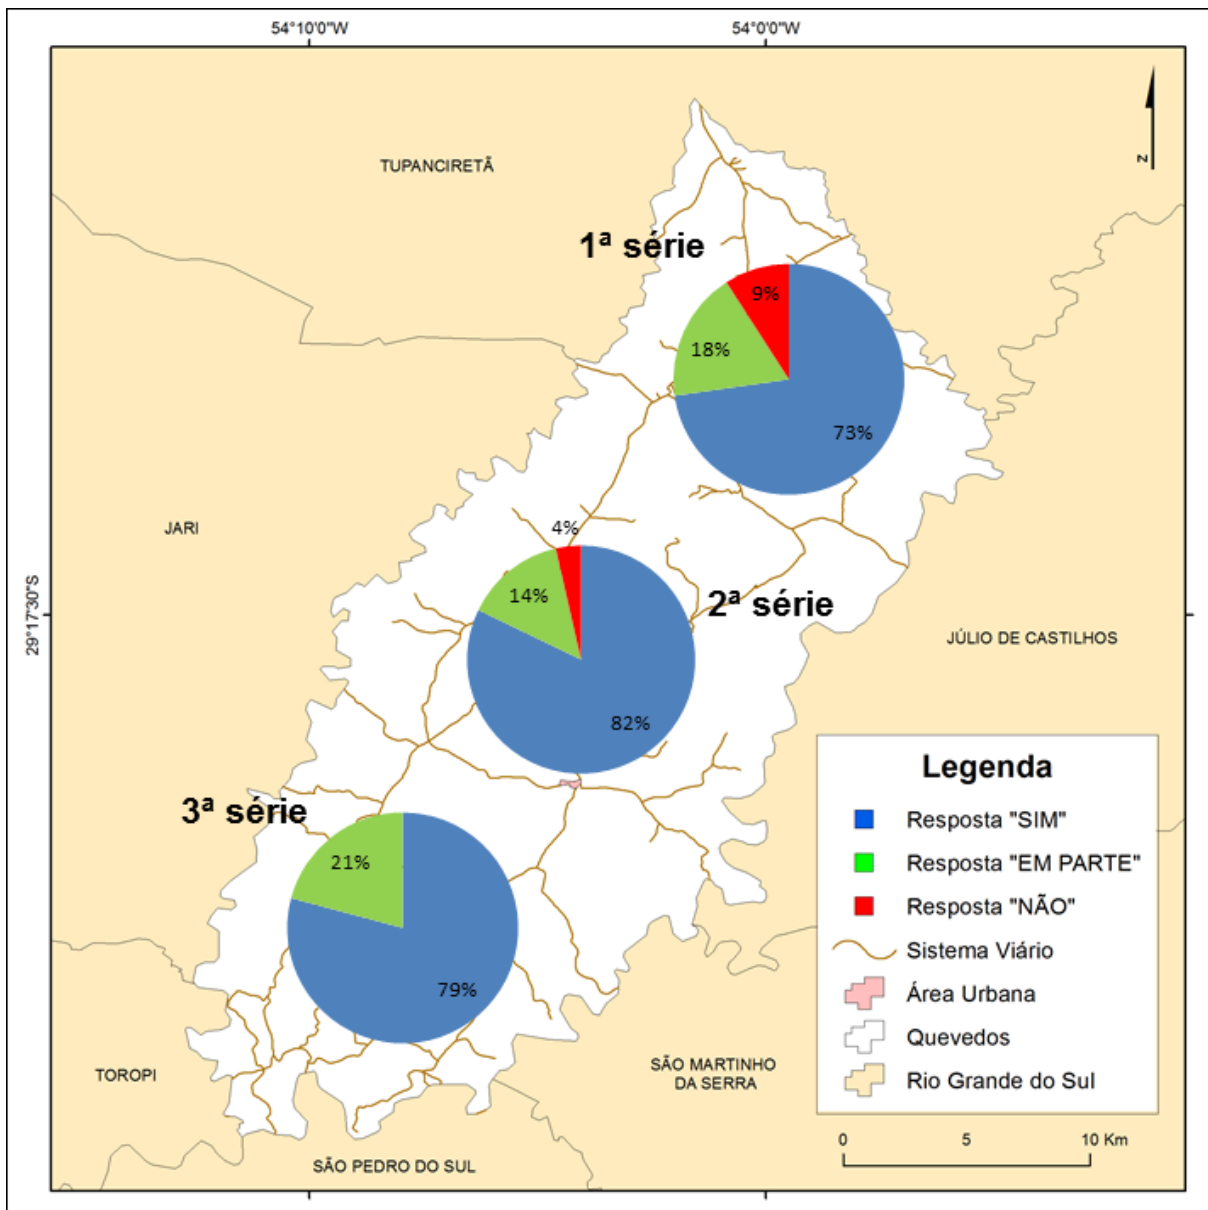 54°10'0"W
54°0'0"W
TUPANCIRETÃ
N
1ª série
9%
18%
73%
JARI
4%
14%
2ª série
82%
29°17'30"S
JÚLIO DE CASTILHOS
3ª série
21%
79%
Legenda
Resposta "SIM"
Resposta "EM PARTE"
Resposta "NÃO"
Sistema Viário
Área Urbana
Quevedos
Rio Grande do Sul
TOROPI
SÃO MARTINHO
DA SERRA
SÃO PEDRO DO SUL
0 5 10 Km